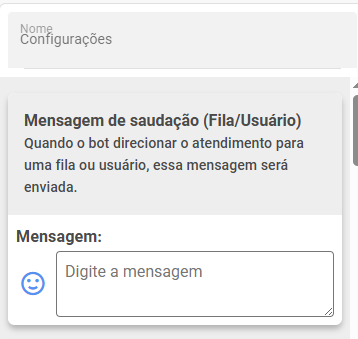 Nome
Configurações
Mensagem de saudação (Fila/Usuário)
Quando o bot direcionar o atendimento para
uma fila ou usuário, essa mensagem será
enviada.
Mensagem:
Digite a mensagem